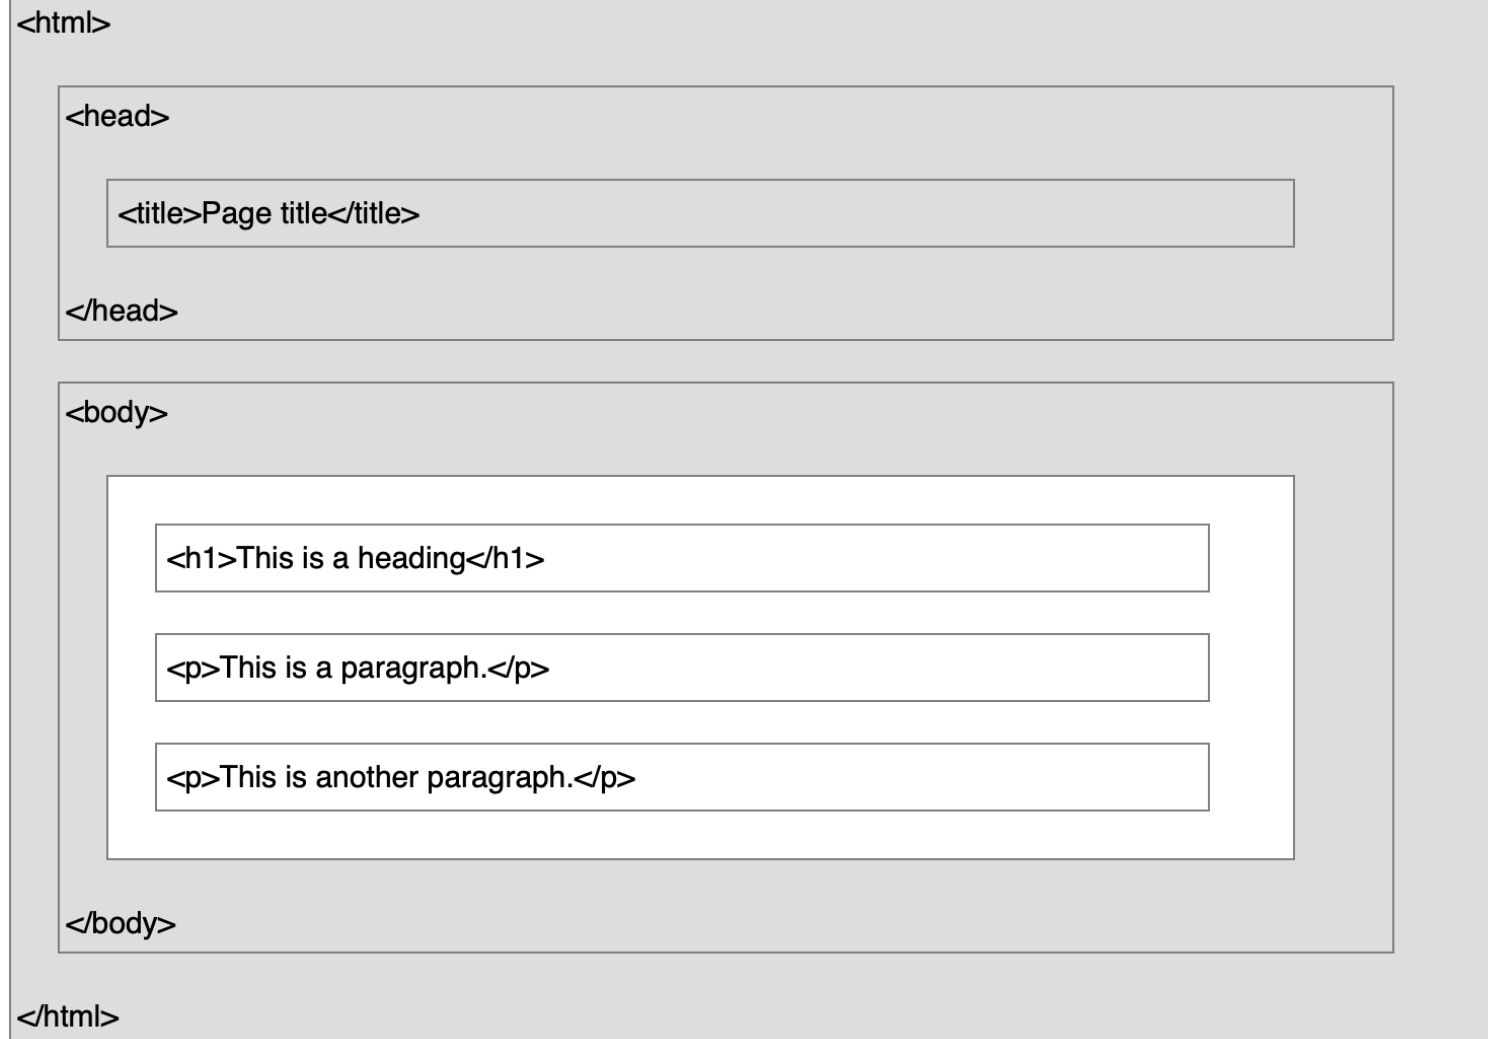 <html>
<head>
<title>Page title</title>
</head>
<body>
<h1>This is a heading</h1>
<p>This is a paragraph.</p>
<p>This is another paragraph.</p>
</body>
</html>